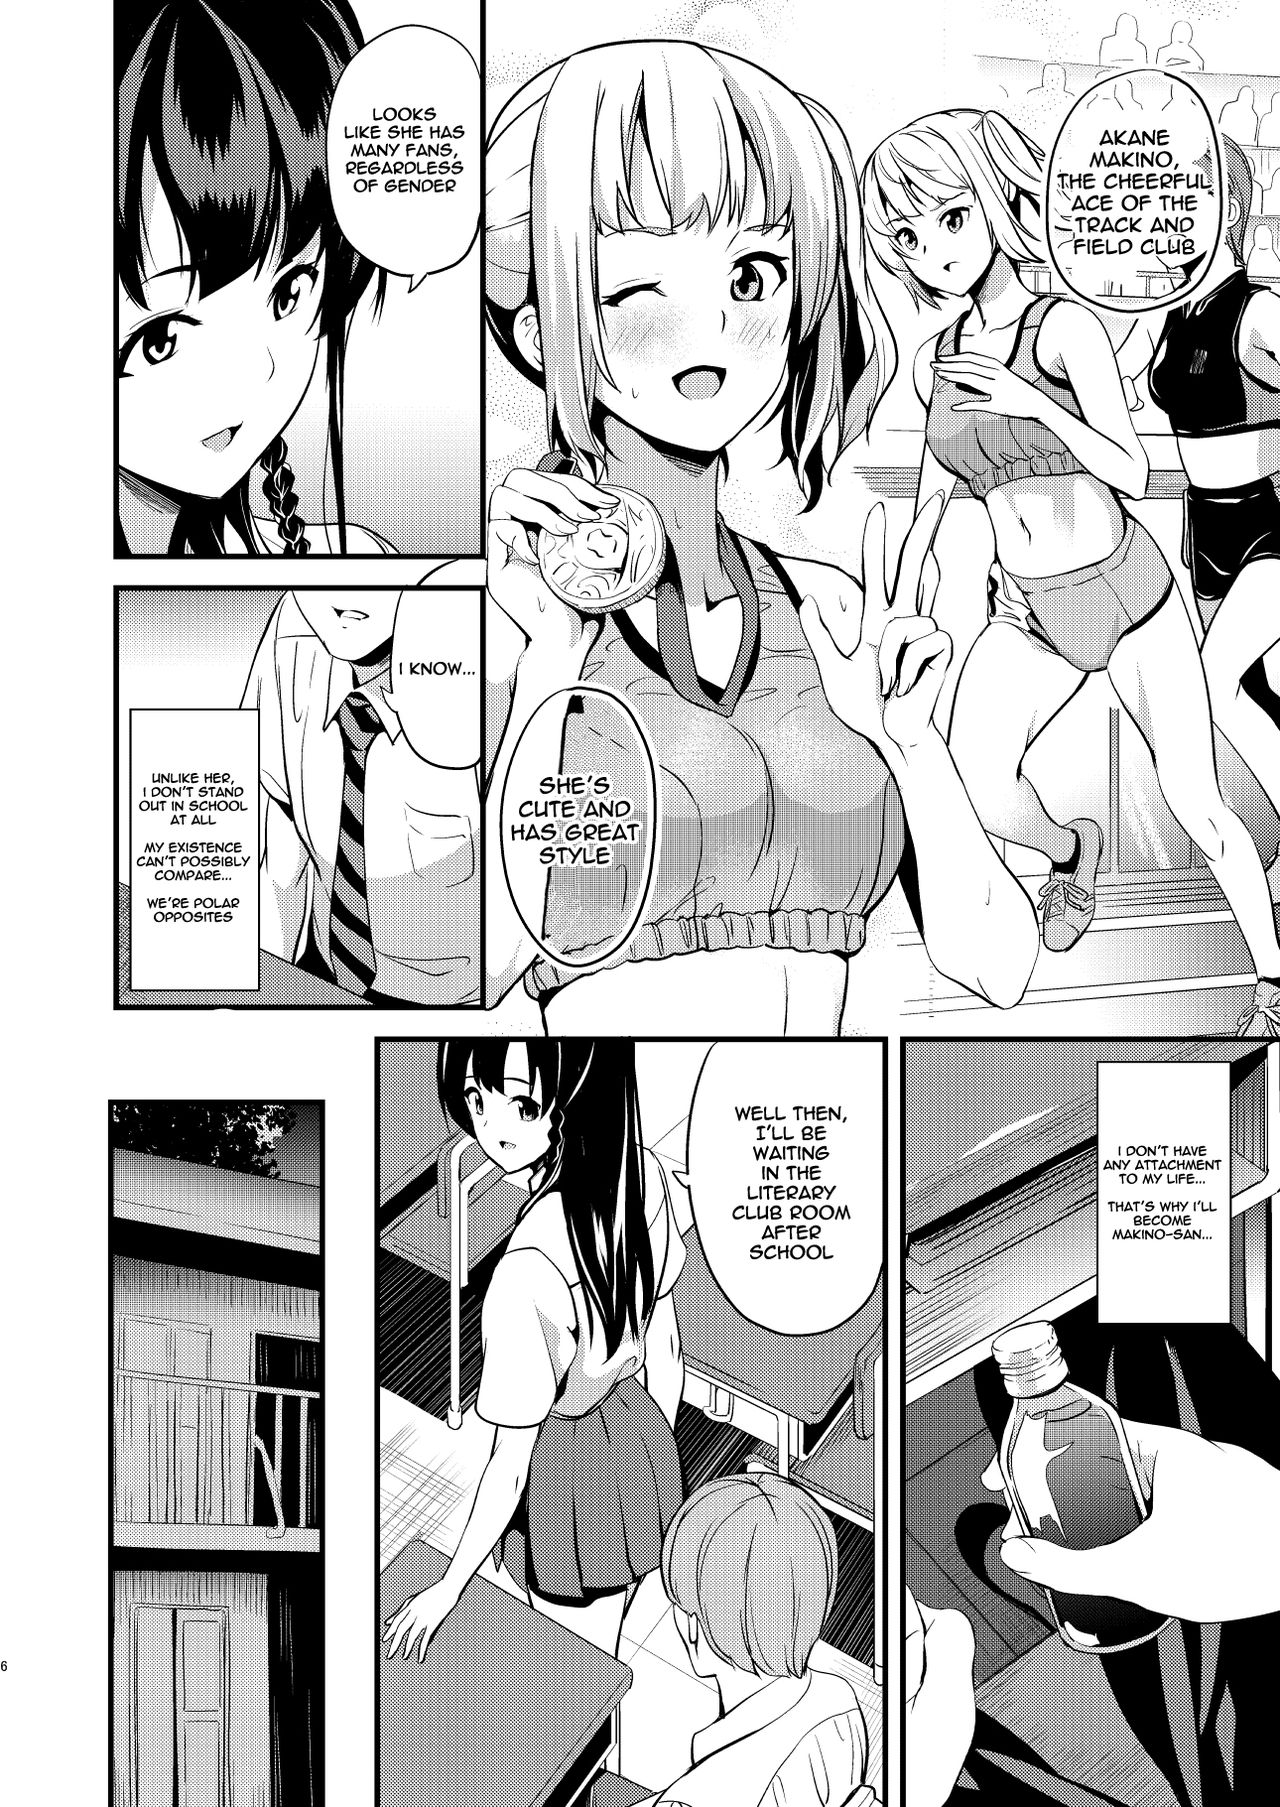 AKANE
MAKINO,
THE CHEERFUL
ACE OF THE
TRACK AND
FIELD CLUB
SHE'S
CUTE AND
HAS GREAT
STYLE
LOOKS
LIKE SHE HAS
MANY FANS,
REGARDLESS
OF GENDER
I KNOW...
UNLIKE HER,
I DON'T STAND
OUT IN SCHOOL
AT ALL
MY EXISTENCE
CAN'T POSSIBLY
COMPARE...
WE'RE POLAR
OPPOSITES
I DON'T HAVE
ANY ATTACHMENT
TO MY LIFE...
THAT'S WHY I'LL
BECOME
MAKINO-SAN...
WELL THEN,
I'LL BE
WAITING
IN THE
LITERARY
CLUB ROOM
AFTER
SCHOOL
6